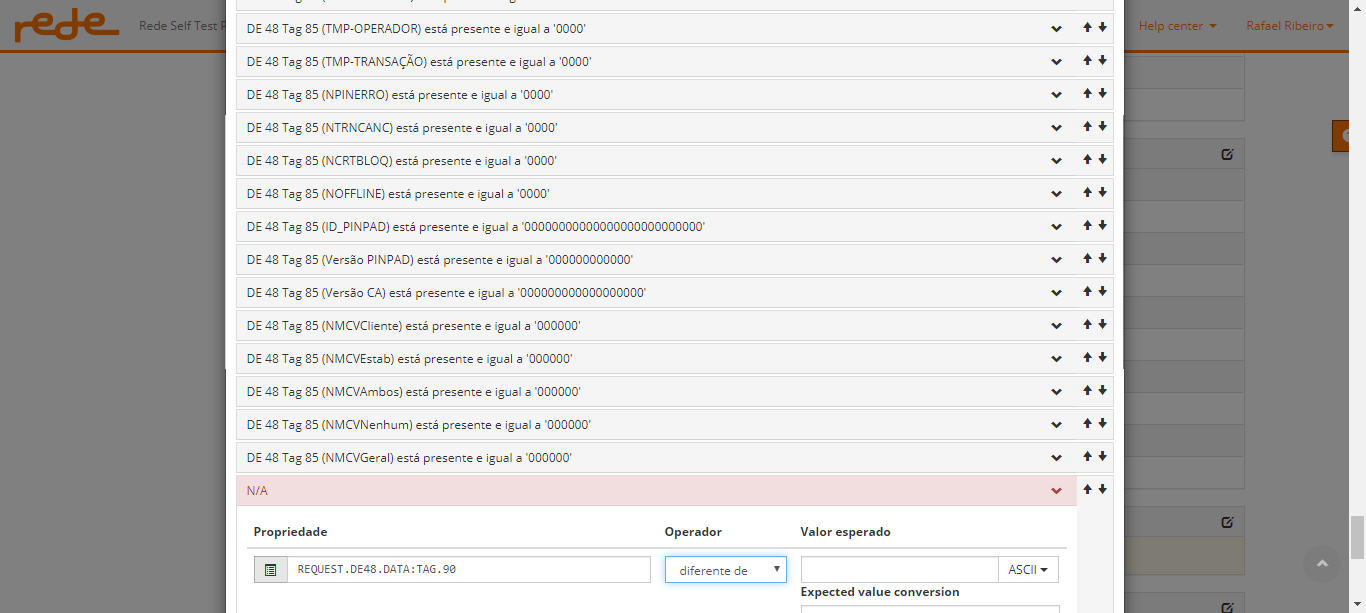 rede
Rede Self Test P
Help center
Rafael Ribeiro
DE 48 Tag 85 (TMP-OPERADOR) está presente e igual a '0000'
DE 48 Tag 85 (TMP-TRANSAÇÃO) está presente e igual a '0000'
DE 48 Tag 85 (NPINERRO) está presente e igual a '0000'
DE 48 Tag 85 (NTRNCANC) está presente e igual a '0000'
DE 48 Tag 85 (NCRTBLOQ) está presente e igual a '0000'
DE 48 Tag 85 (NOFFLINE) está presente e igual a '0000'
DE 48 Tag 85 (ID_PINPAD) está presente e igual a '00000000000000000000000000'
DE 48 Tag 85 (Versão PINPAD) está presente e igual a '000000000000'
DE 48 Tag 85 (Versão CA) está presente e igual a '000000000000000000'
DE 48 Tag 85 (NMCVCliente) está presente e igual a '000000'
DE 48 Tag 85 (NMCVEstab) está presente e igual a '000000'
DE 48 Tag 85 (NMCVAmbos) está presente e igual a '000000'
DE 48 Tag 85 (NMCVNenhum) está presente e igual a '000000'
DE 48 Tag 85 (NMCVGeral) está presente e igual a '000000'
N/A
Propriedade
Operador
Valor esperado
REQUEST.DE48.DATA:TAG.90
diferente de
ASCII
Expected value conversion